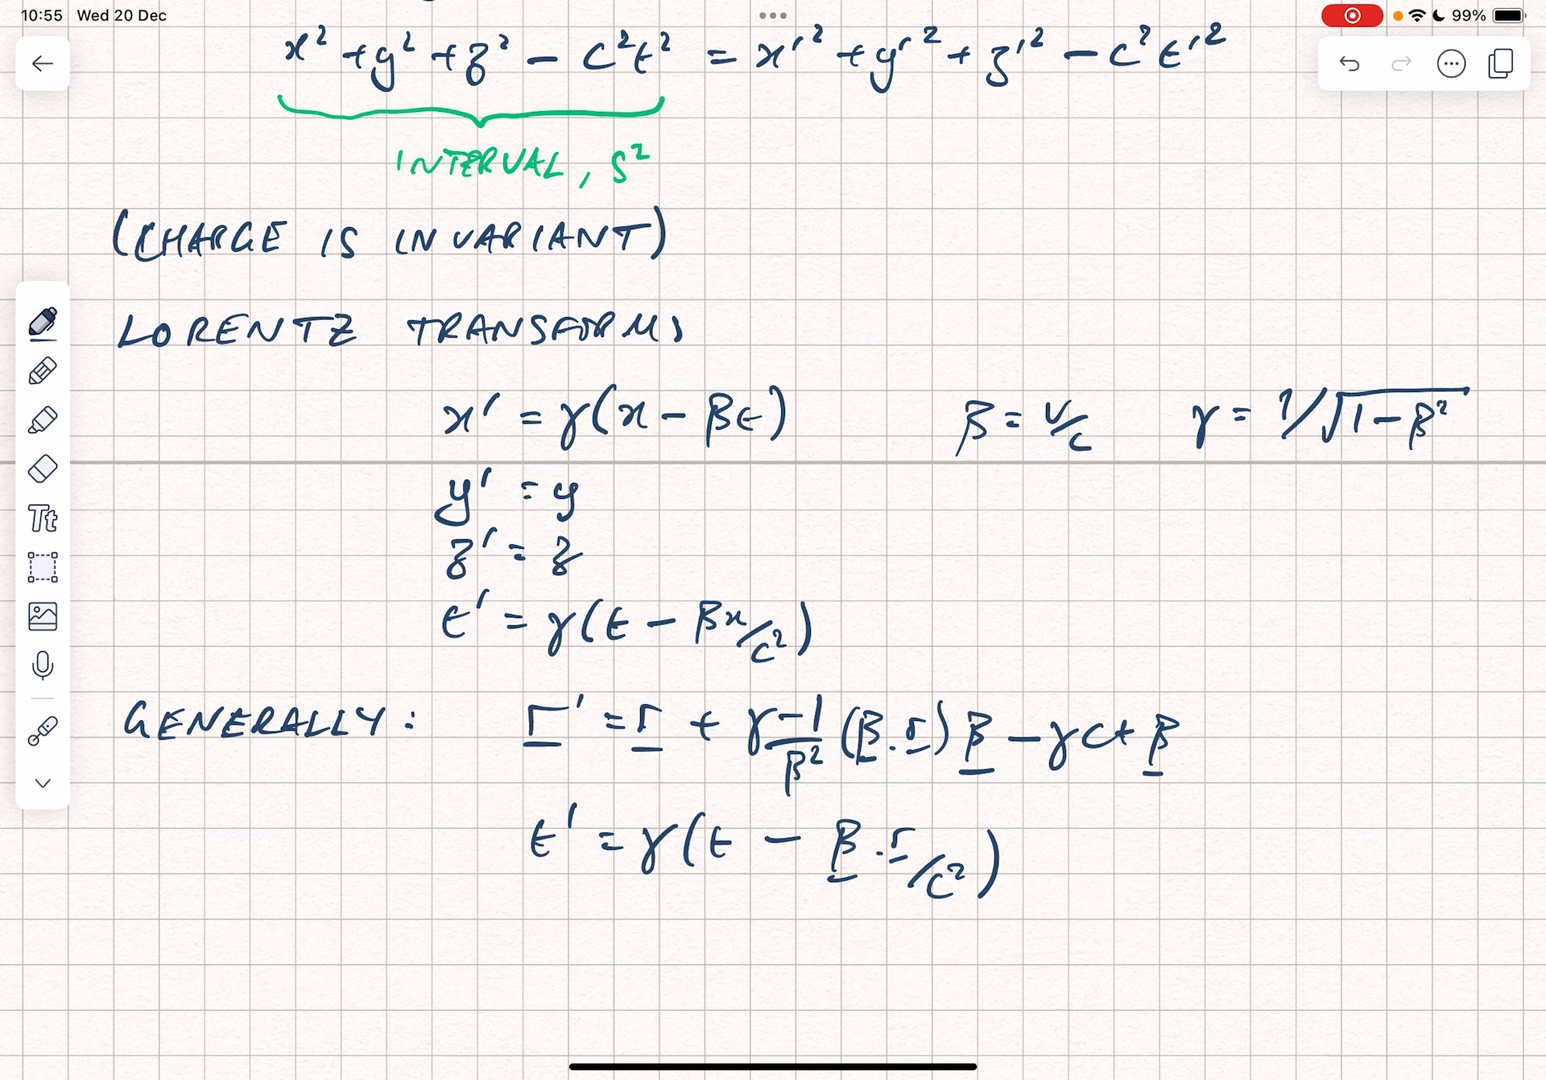 10:55 Wed 20 Dec
99%
x² + y² + z² − c²t² = x'² + y'² + z'² − c²t'²
INTERVAL, S²
(CHARGE IS INVARIANT)
LORENTZ TRANSFORMS
x' = γ(x − βt) β = v/c γ = 1/√(1 − β²)
y' = y
z' = z
t' = γ(t − βx/c²)
Tt
GENERALLY: r' = r + (γ−1)/β² (β . r) β − γct β
t' = γ(t − β . r/c²)